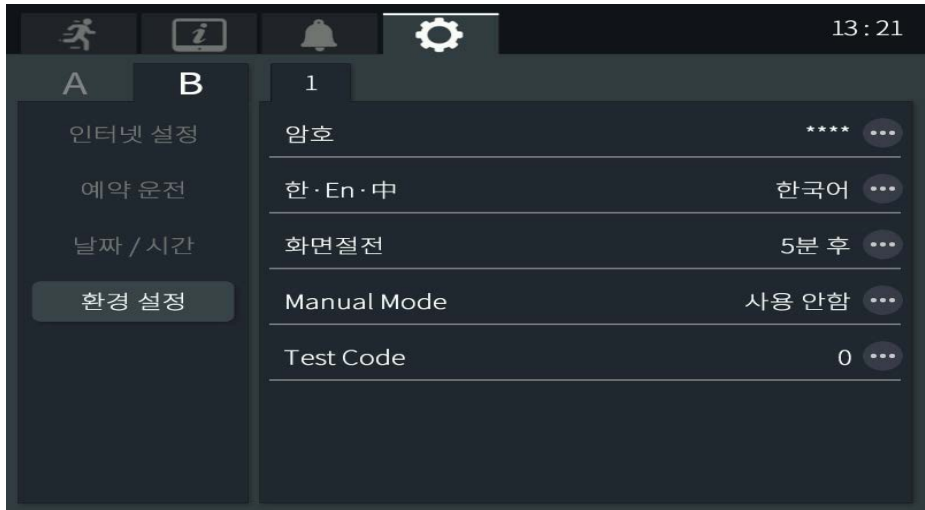 i
13:21
A B
1
인터넷 설정
예약 운전
날짜 / 시간
환경 설정
암호 ****
한·En·中 한국어
화면절전 5분 후
Manual Mode 사용 안함
Test Code 0